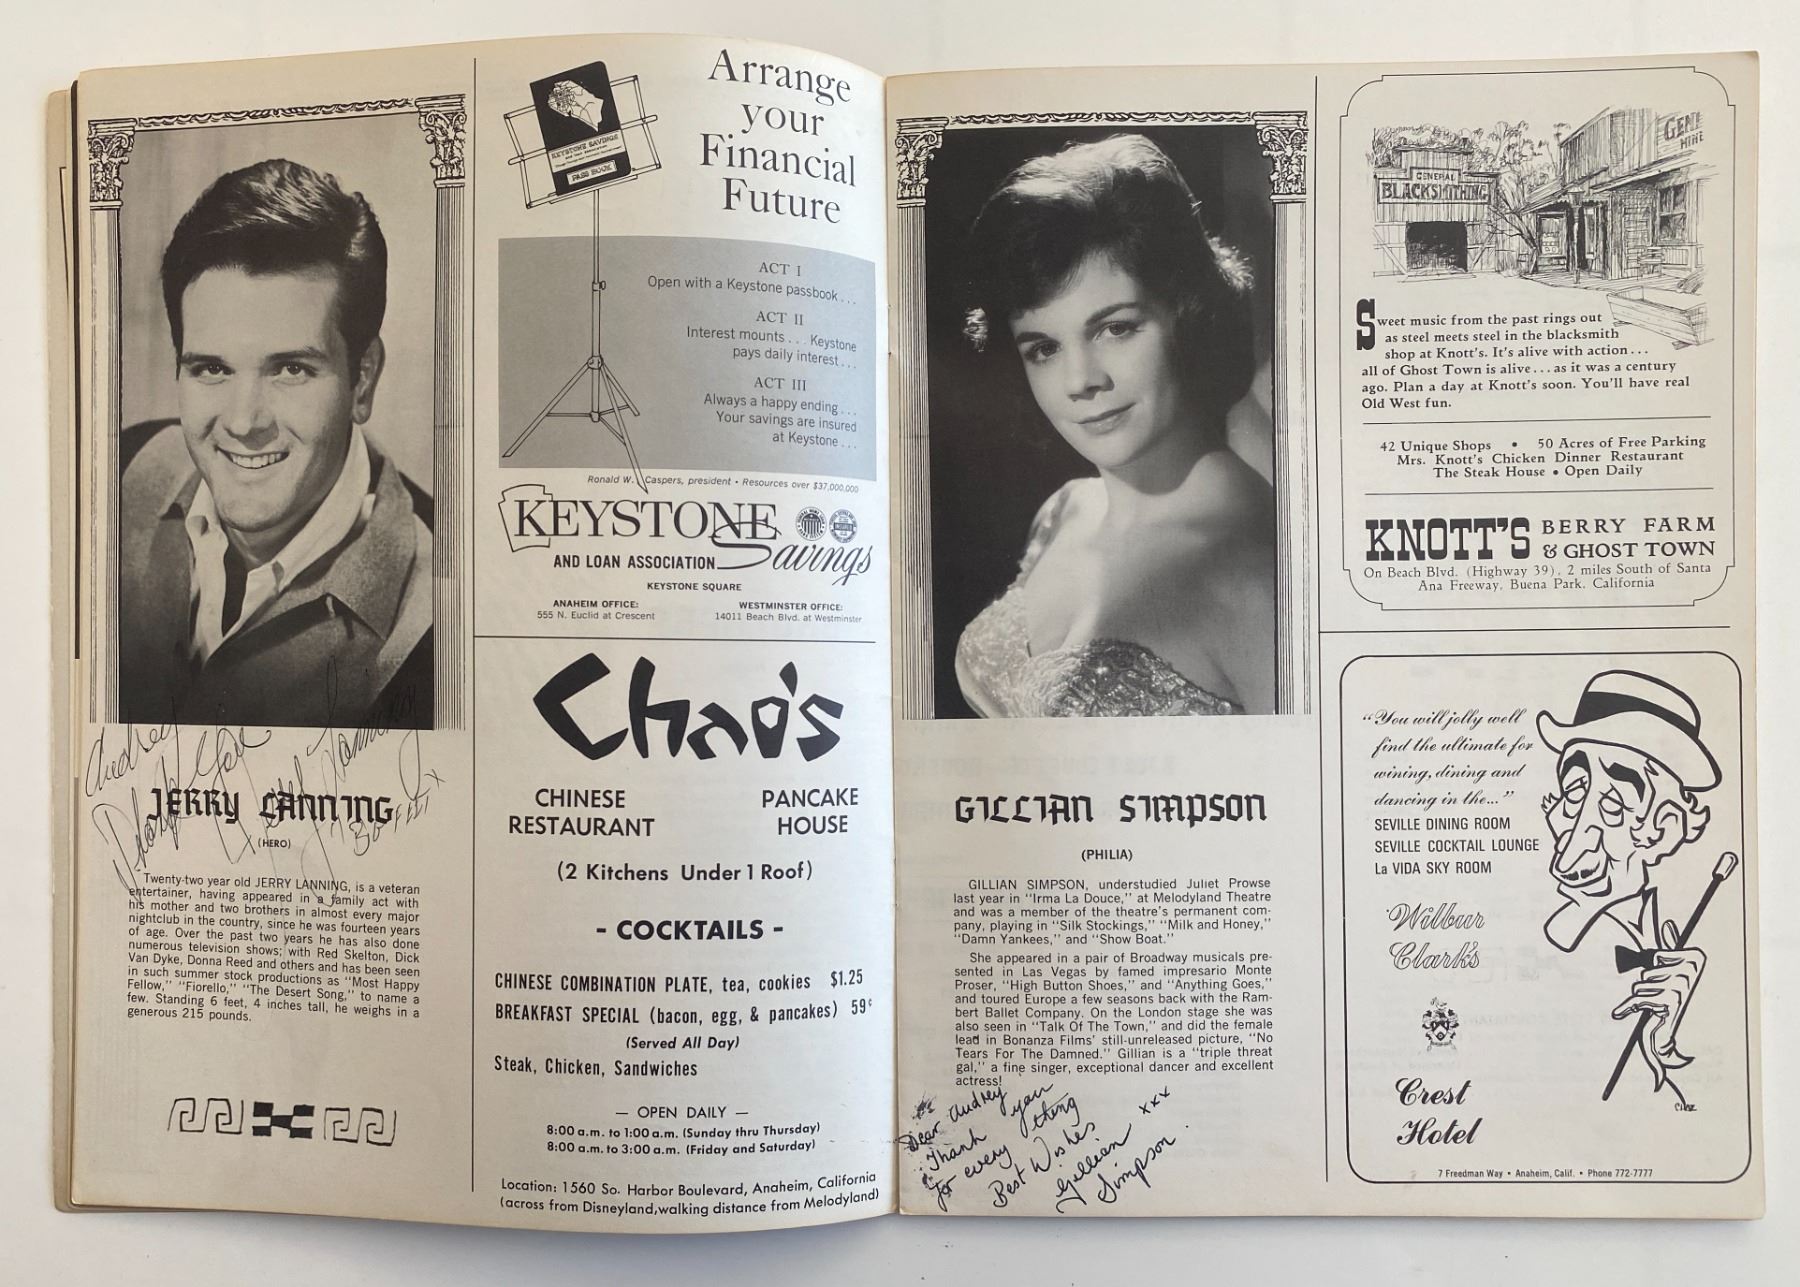 Audrey
Thank you
Jerry Lanning
JERRY LANNING
(HERO)
Twenty-two year old JERRY LANNING, is a veteran
entertainer, having appeared in a family act with
his mother and two brothers in almost every major
nightclub in the country, since he was fourteen years
of age. Over the past two years he has also done
numerous television shows; with Red Skelton, Dick
Van Dyke, Donna Reed and others and has been seen
in such summer stock productions as "Most Happy
Fellow," "Fiorello," "The Desert Song," to name a
few. Standing 6 feet, 4 inches tall, he weighs in a
generous 215 pounds.
Arrange
your
Financial
Future
KEYSTONE SAVINGS
PASS BOOK
ACT I
Open with a Keystone passbook...
ACT II
Interest mounts... Keystone
pays daily interest...
ACT III
Always a happy ending...
Your savings are insured
at Keystone...
Ronald W. Caspers, president • Resources over $37,000,000
KEYSTONE
Savings
AND LOAN ASSOCIATION
KEYSTONE SQUARE
ANAHEIM OFFICE:
555 N. Euclid at Crescent
WESTMINSTER OFFICE:
14011 Beach Blvd. at Westminster
Chao's
CHINESE
RESTAURANT
PANCAKE
HOUSE
(2 Kitchens Under 1 Roof)
- COCKTAILS -
CHINESE COMBINATION PLATE, tea, cookies $1.25
BREAKFAST SPECIAL (bacon, egg, & pancakes) 59¢
(Served All Day)
Steak, Chicken, Sandwiches
— OPEN DAILY —
8:00 a.m. to 1:00 a.m. (Sunday thru Thursday)
8:00 a.m. to 3:00 a.m. (Friday and Saturday)
Location: 1560 So. Harbor Boulevard, Anaheim, California
(across from Disneyland, walking distance from Melodyland)
GILLIAN SIMPSON
(PHILIA)
GILLIAN SIMPSON, understudied Juliet Prowse
last year in "Irma La Douce," at Melodyland Theatre
and was a member of the theatre's permanent com-
pany, playing in "Silk Stockings," "Milk and Honey,"
"Damn Yankees," and "Show Boat."
She appeared in a pair of Broadway musicals pre-
sented in Las Vegas by famed impresario Monte
Proser, "High Button Shoes," and "Anything Goes,"
and toured Europe a few seasons back with the Ram-
bert Ballet Company. On the London stage she was
also seen in "Talk Of The Town," and did the female
lead in Bonanza Films' still-unreleased picture, "No
Tears For The Damned." Gillian is a "triple threat
gal," a fine singer, exceptional dancer and excellent
actress!
Dear Audrey
Thank you
for every thing
Best Wishes
Gillian xxx
Simpson.
GENERAL
BLACKSMITHING
Sweet music from the past rings out
as steel meets steel in the blacksmith
shop at Knott's. It's alive with action...
all of Ghost Town is alive...as it was a century
ago. Plan a day at Knott's soon. You'll have real
Old West fun.
42 Unique Shops • 50 Acres of Free Parking
Mrs. Knott's Chicken Dinner Restaurant
The Steak House • Open Daily
KNOTT'S BERRY FARM
& GHOST TOWN
On Beach Blvd. (Highway 39), 2 miles South of Santa
Ana Freeway, Buena Park, California
"You will jolly well
find the ultimate for
wining, dining and
dancing in the..."
SEVILLE DINING ROOM
SEVILLE COCKTAIL LOUNGE
La VIDA SKY ROOM
Wilbur
Clark's
Crest
Hotel
7 Freedman Way • Anaheim, Calif. • Phone 772-7777